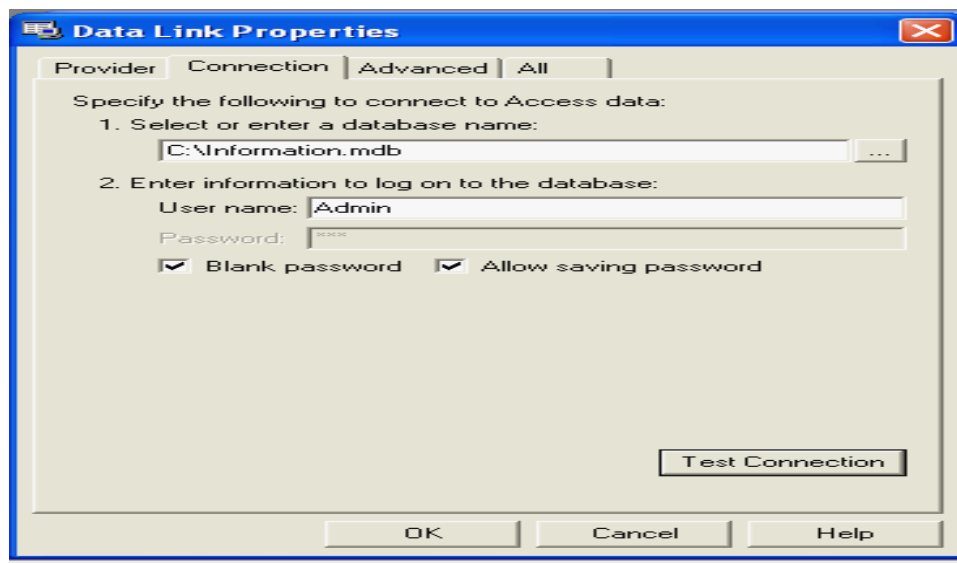 Data Link Properties
Provider Connection Advanced All
Specify the following to connect to Access data:
1. Select or enter a database name:
C:\Information.mdb ...
2. Enter information to log on to the database:
User name: Admin
Password: ***
Blank password Allow saving password
Test Connection
OK Cancel Help